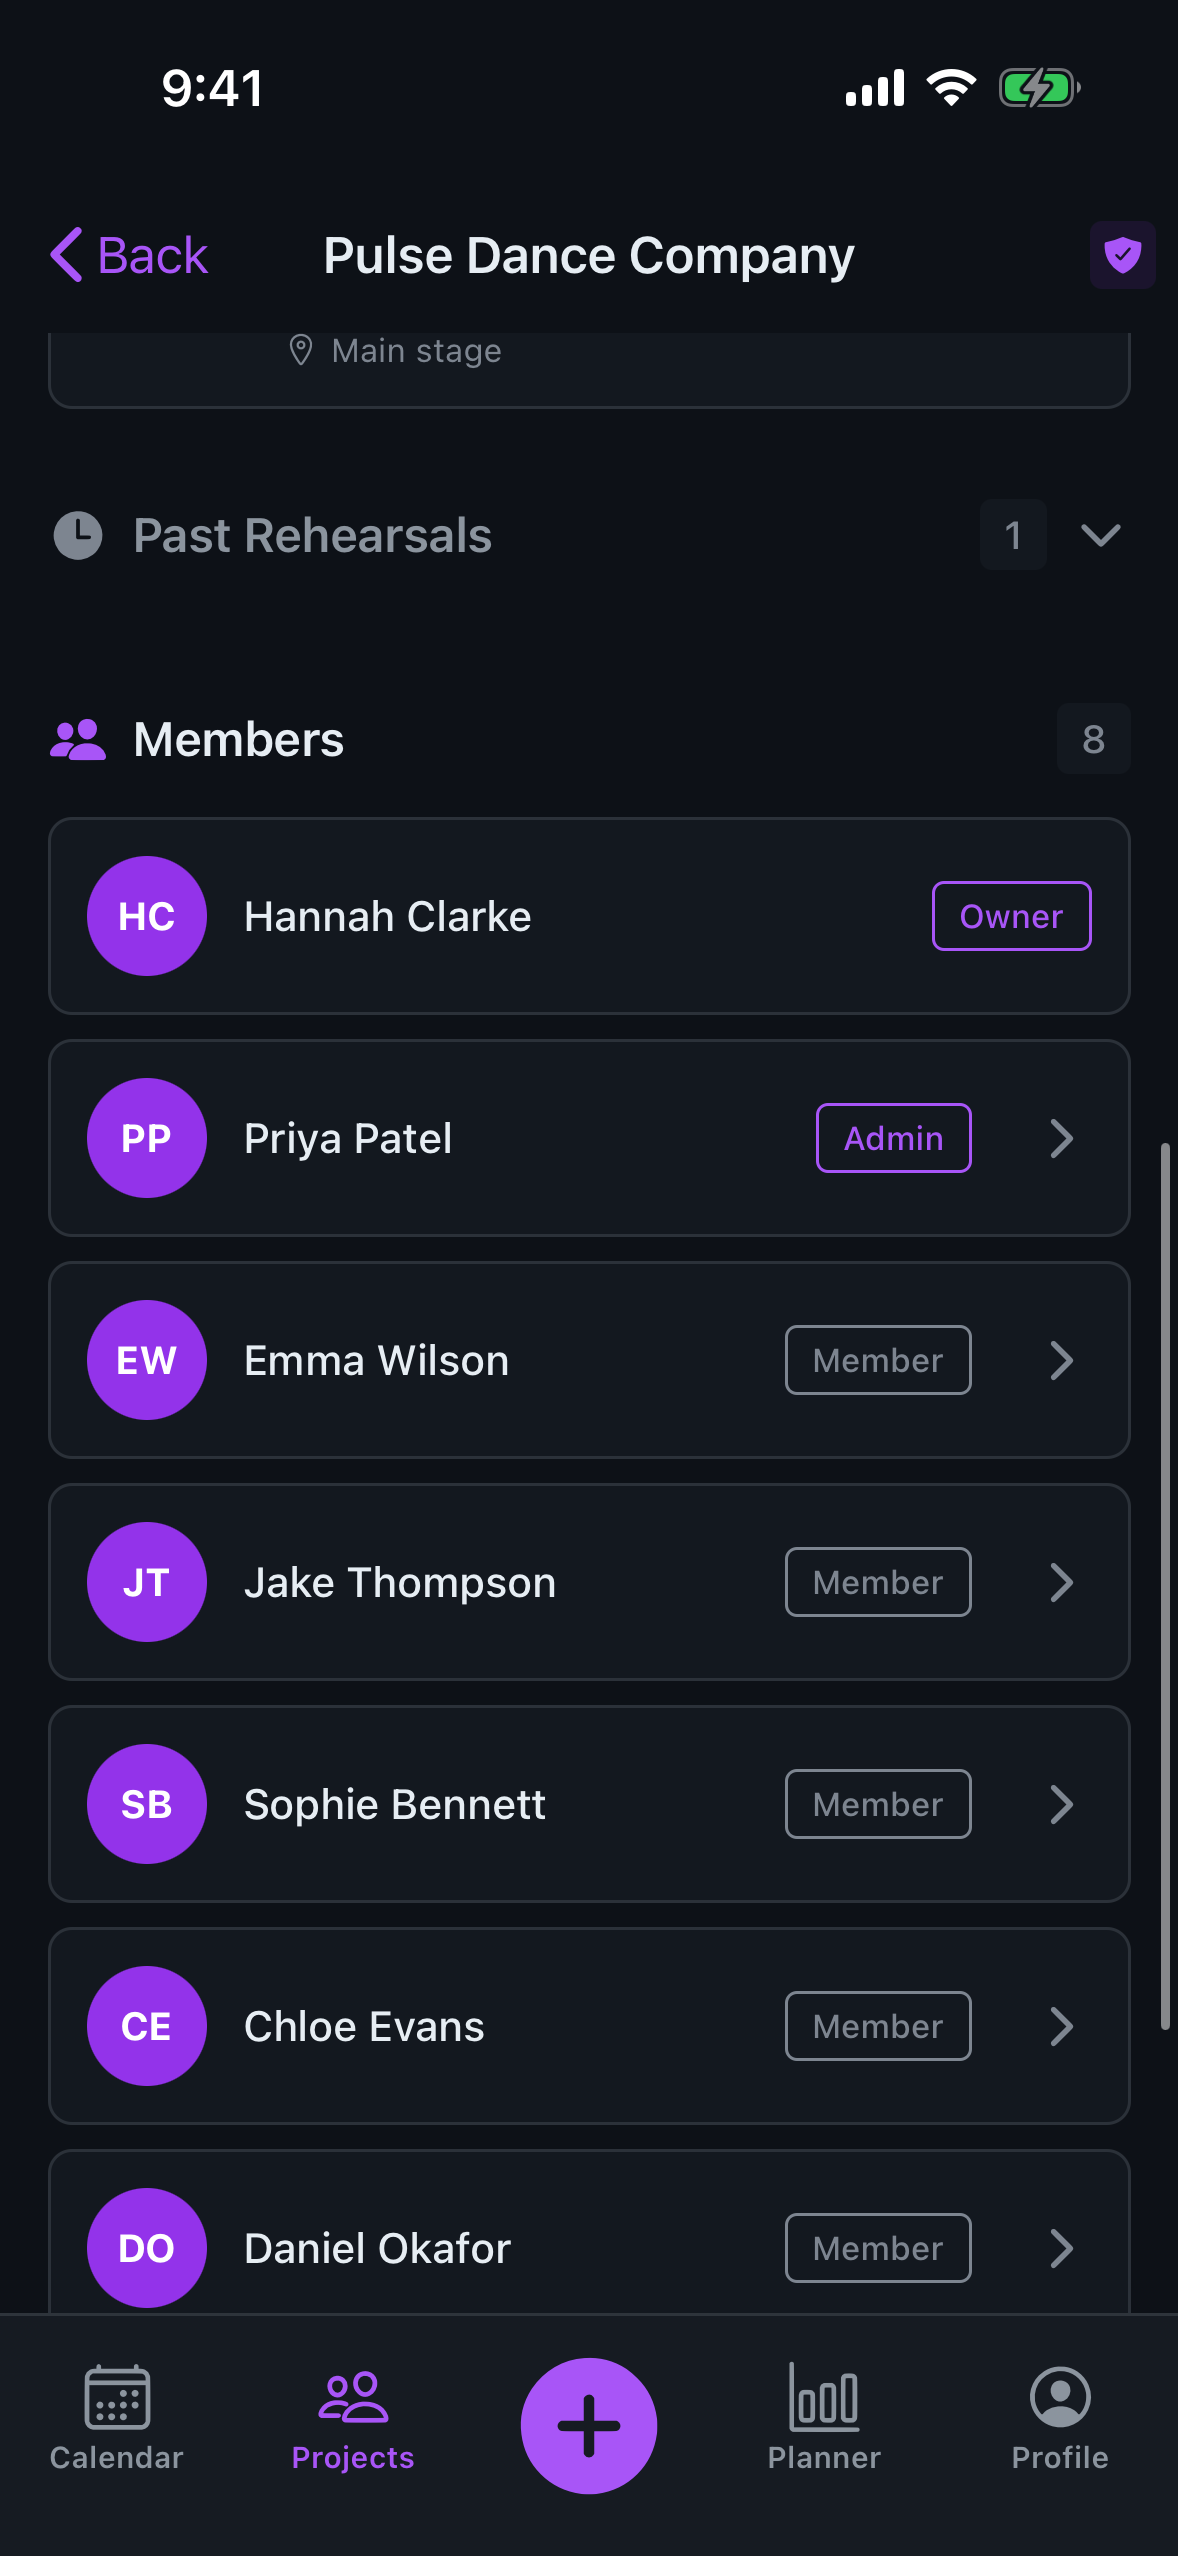 9:41
Back
Pulse Dance Company
Main stage
Past Rehearsals
1
Members
8
HC
Hannah Clarke
Owner
PP
Priya Patel
Admin
EW
Emma Wilson
Member
JT
Jake Thompson
Member
SB
Sophie Bennett
Member
CE
Chloe Evans
Member
DO
Daniel Okafor
Member
Calendar
Projects
Planner
Profile